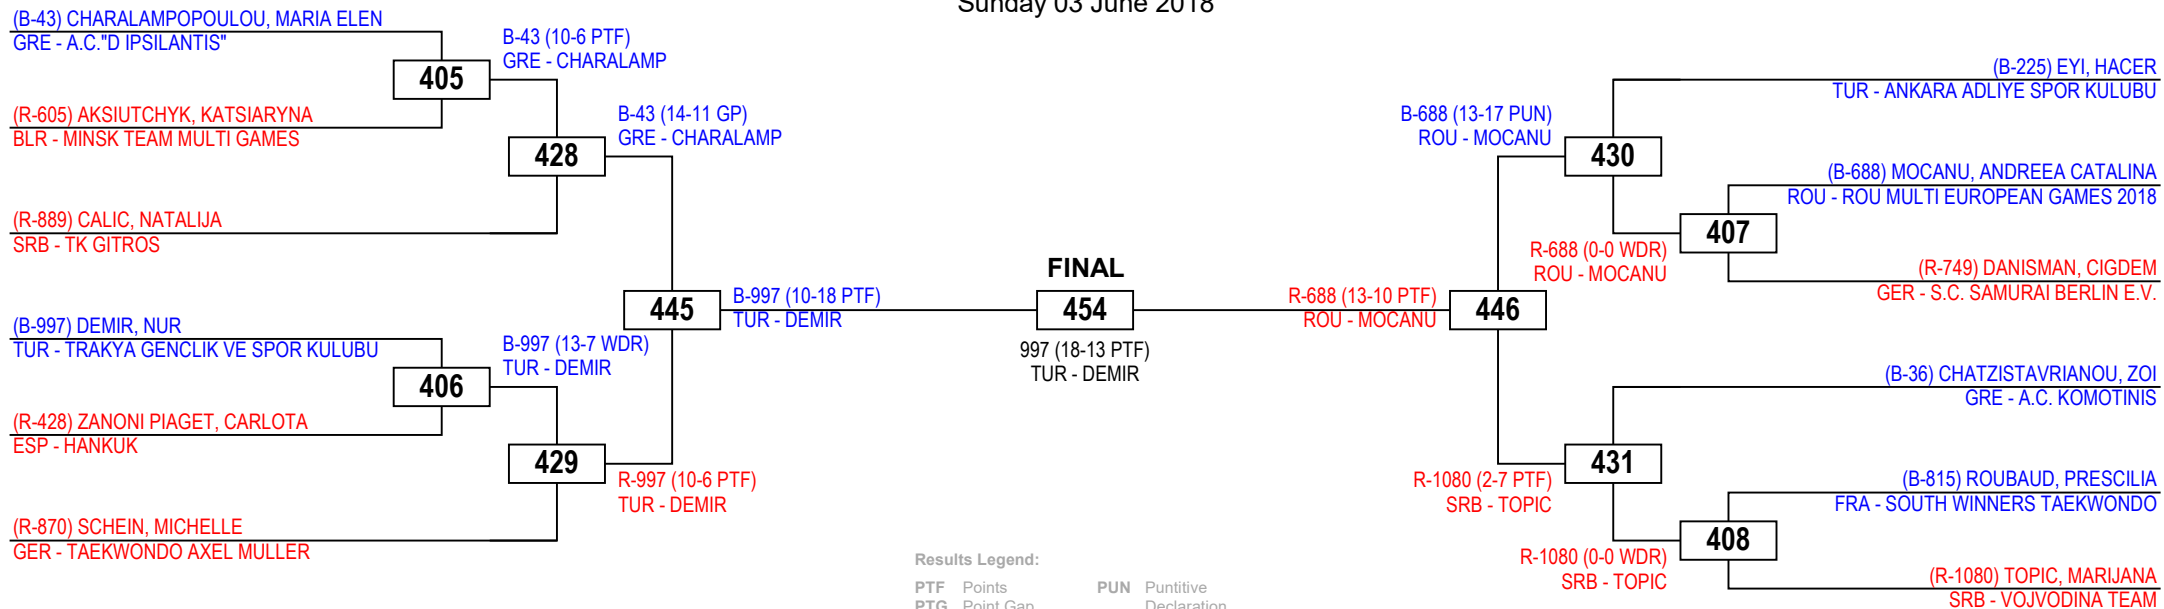 Sunday 03 June 2018
(B-43) CHARALAMPOPOULOU, MARIA ELEN
GRE - A.C."D IPSILANTIS"
405
B-43 (10-6 PTF)
GRE - CHARALAMP
(R-605) AKSIUTCHYK, KATSIARYNA
BLR - MINSK TEAM MULTI GAMES
428
B-43 (14-11 GP)
GRE - CHARALAMP
(R-889) CALIC, NATALIJA
SRB - TK GITROS
445
B-997 (10-18 PTF)
TUR - DEMIR
(B-997) DEMIR, NUR
TUR - TRAKYA GENCLIK VE SPOR KULUBU
406
B-997 (13-7 WDR)
TUR - DEMIR
(R-428) ZANONI PIAGET, CARLOTA
ESP - HANKUK
429
R-997 (10-6 PTF)
TUR - DEMIR
(R-870) SCHEIN, MICHELLE
GER - TAEKWONDO AXEL MULLER
FINAL
454
997 (18-13 PTF)
TUR - DEMIR
(B-225) EYI, HACER
TUR - ANKARA ADLIYE SPOR KULUBU
B-688 (13-17 PUN)
ROU - MOCANU
430
(B-688) MOCANU, ANDREEA CATALINA
ROU - ROU MULTI EUROPEAN GAMES 2018
407
R-688 (0-0 WDR)
ROU - MOCANU
(R-749) DANISMAN, CIGDEM
GER - S.C. SAMURAI BERLIN E.V.
R-688 (13-10 PTF)
ROU - MOCANU
446
(B-36) CHATZISTAVRIANOU, ZOI
GRE - A.C. KOMOTINIS
431
R-1080 (2-7 PTF)
SRB - TOPIC
(B-815) ROUBAUD, PRESCILIA
FRA - SOUTH WINNERS TAEKWONDO
408
R-1080 (0-0 WDR)
SRB - TOPIC
(R-1080) TOPIC, MARIJANA
SRB - VOJVODINA TEAM
Results Legend:
PTF Points PUN Puntitive
PTG Point Gap Declaration